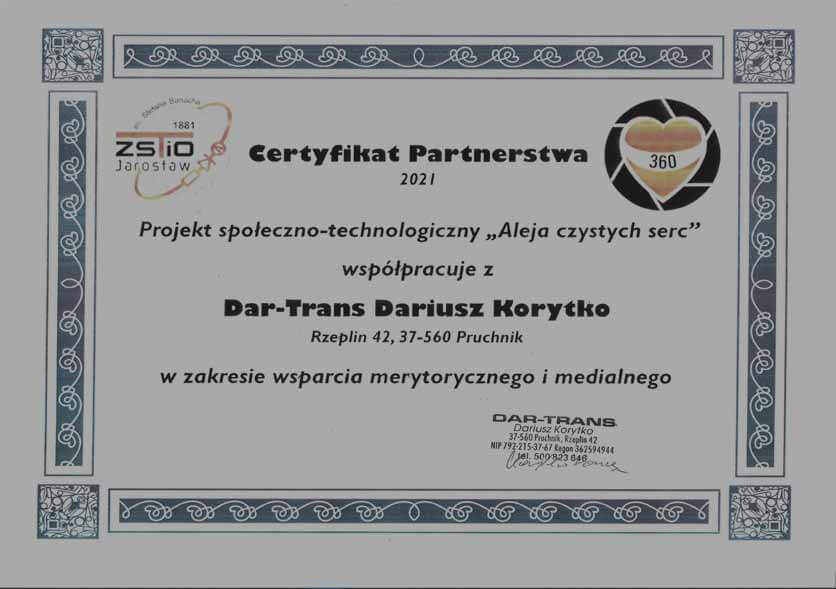 im. Stefana Banacha
1881
ZSTiO
Jarosław
Certyfikat Partnerstwa
2021
360
Projekt społeczno-technologiczny „Aleja czystych serc”
współpracuje z
Dar-Trans Dariusz Korytko
Rzeplin 42, 37-560 Pruchnik
w zakresie wsparcia merytorycznego i medialnego
DAR-TRANS
Dariusz Korytko
37-560 Pruchnik, Rzeplin 42
NIP 792-215-37-67 Regon 362594944
tel. 500 823 646